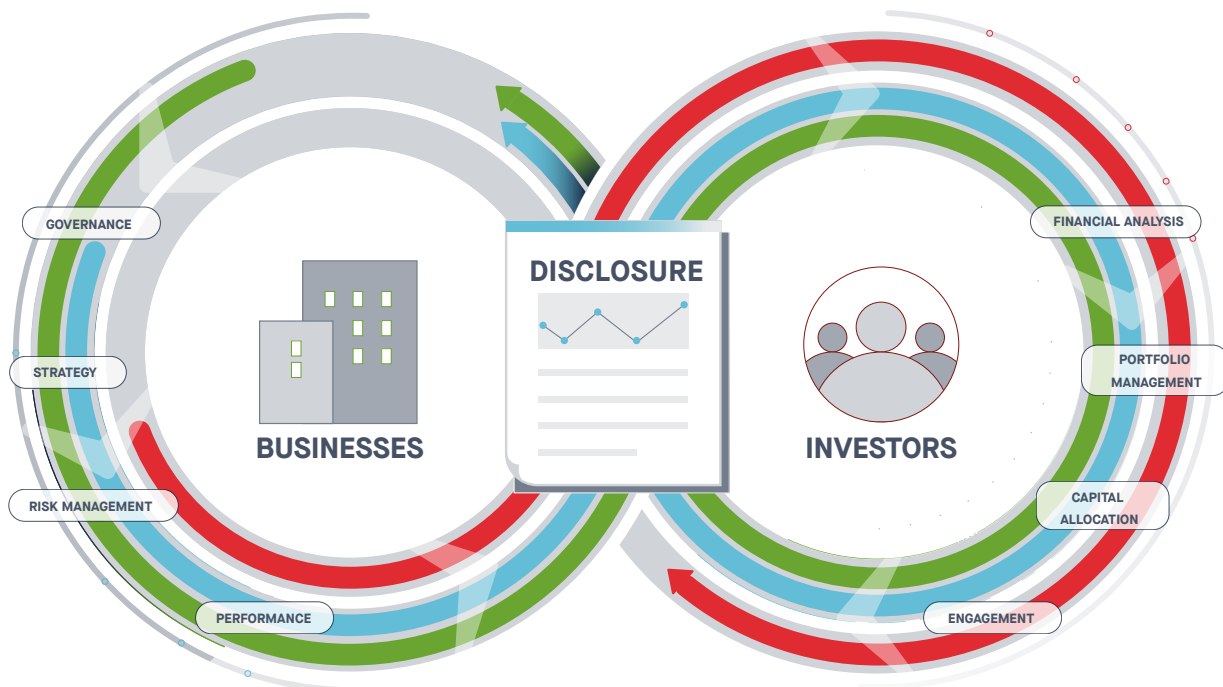 GOVERNANCE
STRATEGY
RISK MANAGEMENT
PERFORMANCE
BUSINESSES
DISCLOSURE
INVESTORS
FINANCIAL ANALYSIS
PORTFOLIO
MANAGEMENT
CAPITAL
ALLOCATION
ENGAGEMENT